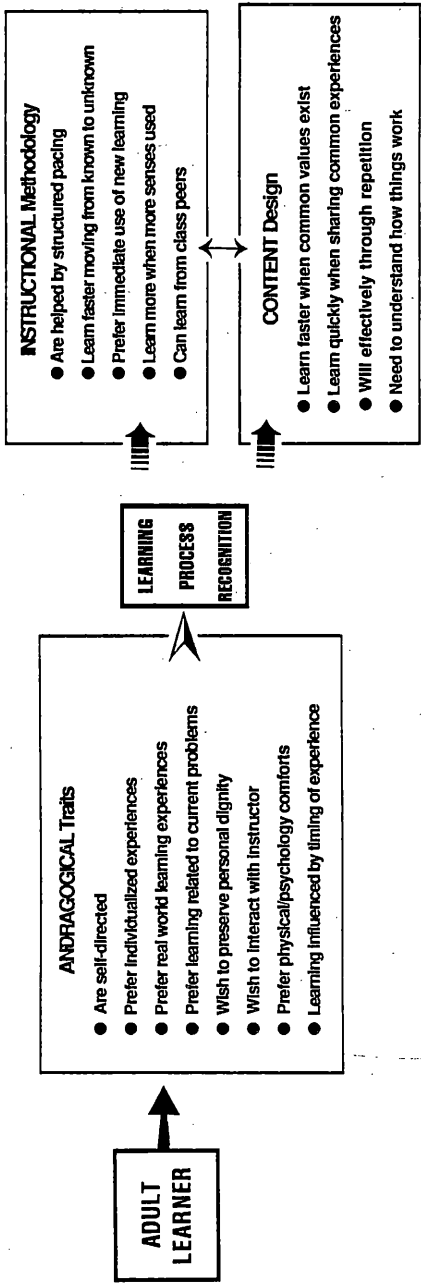 ADULT
LEARNER
ANDRAGOGICAL Traits
● Are self-directed
● Prefer individualized experiences
● Prefer real world learning experiences
● Prefer learning related to current problems
● Wish to preserve personal dignity
● Wish to interact with instructor
● Prefer physical/psychology comforts
● Learning influenced by timing of experience
LEARNING
PROCESS
RECOGNITION
INSTRUCTIONAL Methodology
● Are helped by structured pacing
● Learn faster moving from known to unknown
● Prefer immediate use of new learning
● Learn more when more senses used
● Can learn from class peers
CONTENT Design
● Learn faster when common values exist
● Learn quickly when sharing common experiences
● Will effectively through repetition
● Need to understand how things work